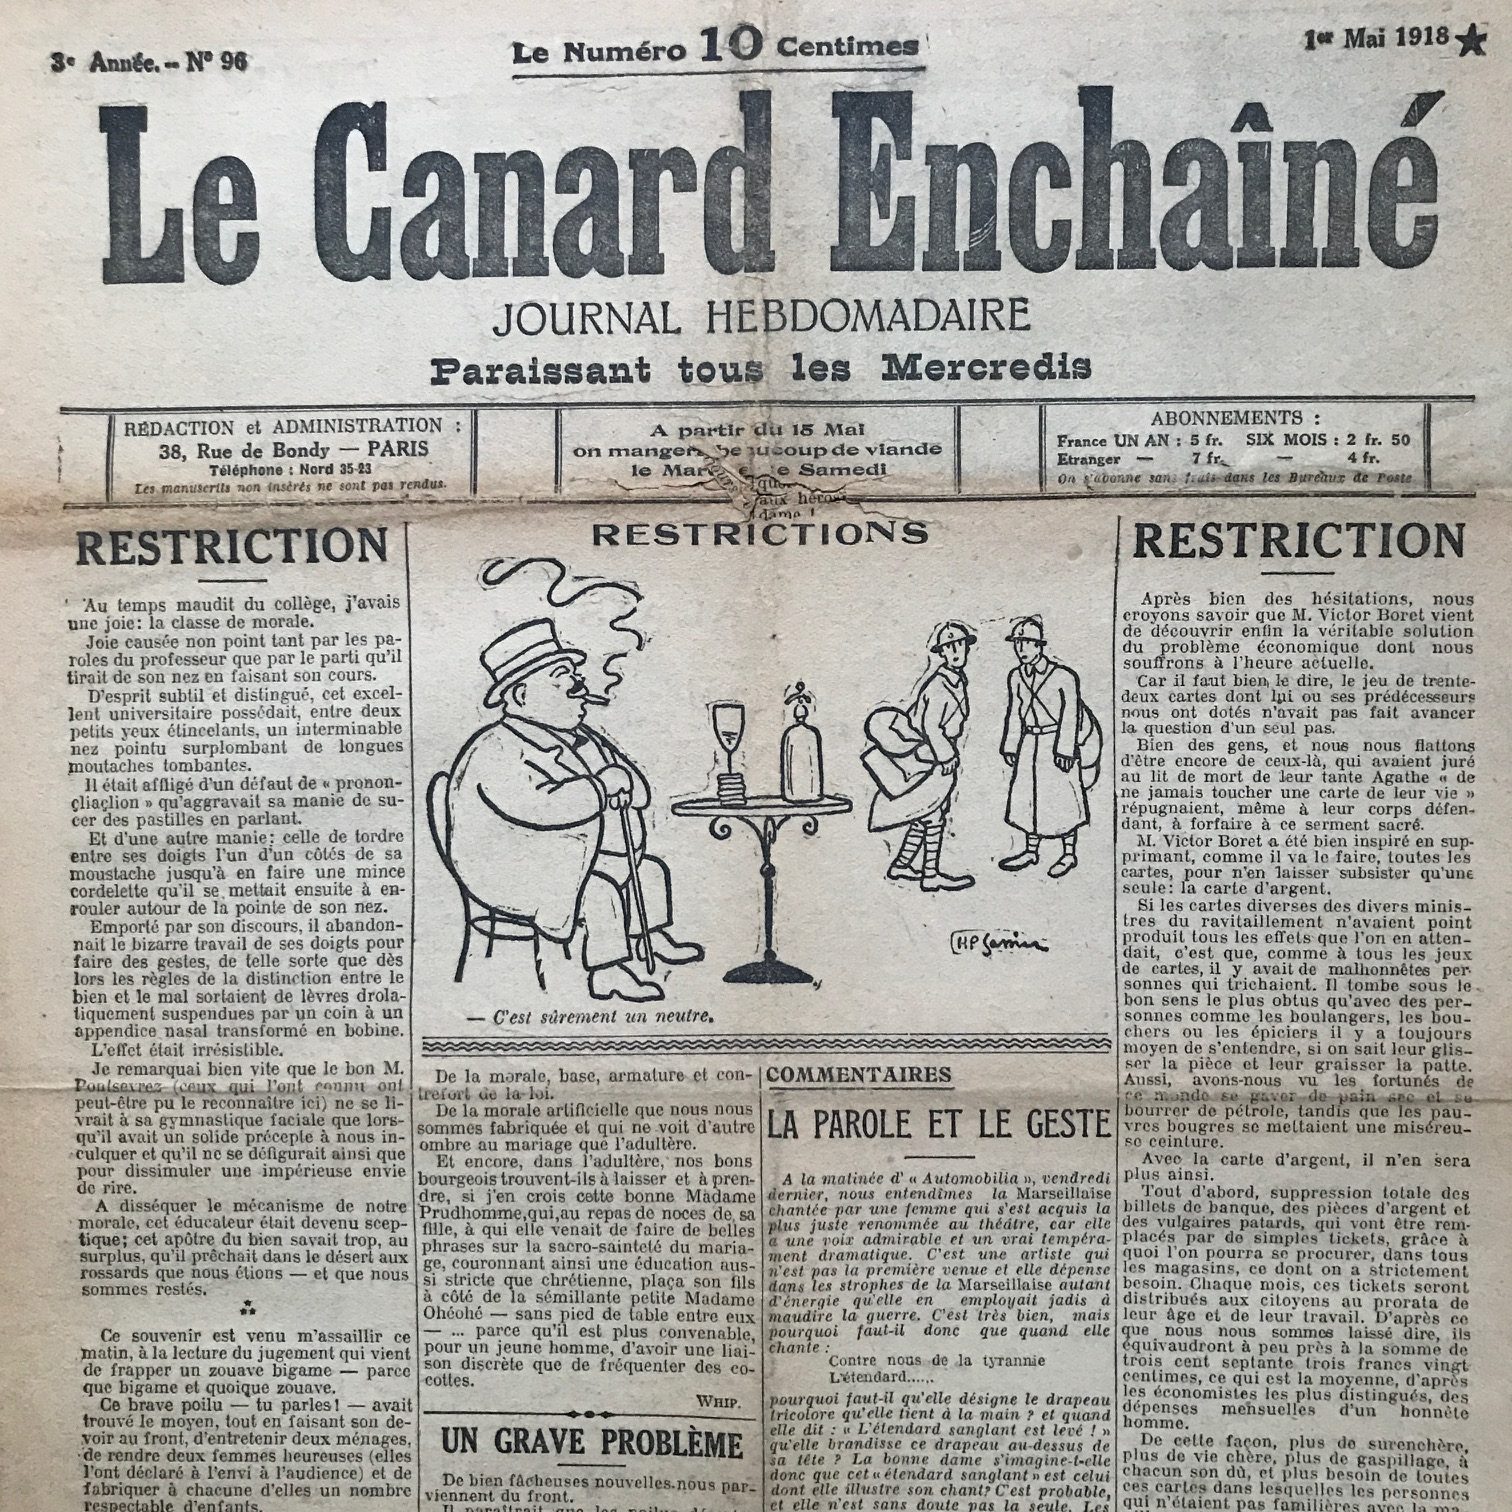 3e Année. - No 96
Le Numéro 10 Centimes
1er Mai 1918
Le Canard Enchaîné
JOURNAL HEBDOMADAIRE
Paraissant tous les Mercredis
RÉDACTION et ADMINISTRATION :
38, Rue de Bondy — PARIS
Téléphone : Nord 35-23
Les manuscrits non insérés ne sont pas rendus.
A partir du 15 Mai
on mangera beaucoup de viande
le Mardi et le Samedi
ABONNEMENTS :
France UN AN : 5 fr. SIX MOIS : 2 fr. 50
Etranger — 7 fr. — 4 fr.
On s'abonne sans frais dans les Bureaux de Poste
RESTRICTION
Au temps maudit du collège, j'avais
une joie: la classe de morale.
Joie causée non point tant par les pa-
roles du professeur que par le parti qu'il
tirait de son nez en faisant son cours.
D'esprit subtil et distingué, cet excel-
lent universitaire possédait, entre deux
petits yeux étincelants, un interminable
nez pointu surplombant de longues
moutaches tombantes.
Il était affligé d'un défaut de « pronon-
çliaçlion » qu'aggravait sa manie de su-
cer des pastilles en parlant.
Et d'une autre manie: celle de tordre
entre ses doigts l'un d'un côtés de sa
moustache jusqu'à en faire une mince
cordelette qu'il se mettait ensuite à en-
rouler autour de la pointe de son nez.
Emporté par son discours, il abandon-
nait le bizarre travail de ses doigts pour
faire des gestes, de telle sorte que dès
lors les règles de la distinction entre le
bien et le mal sortaient de lèvres drola-
tiquement suspendues par un coin à un
appendice nasal transformé en bobine.
L'effet était irrésistible.
Je remarquai bien vite que le bon M.
Poutsevrez (ceux qui l'ont connu ont
peut-être pu le reconnaître ici) ne se li-
vrait à sa gymnastique faciale que lors-
qu'il avait un solide précepte à nous in-
culquer et qu'il ne se défigurait ainsi que
pour dissimuler une impérieuse envie
de rire.
A disséquer le mécanisme de notre
morale, cet éducateur était devenu scep-
tique; cet apôtre du bien savait trop, au
surplus, qu'il prêchait dans le désert aux
rossards que nous étions — et que nous
sommes restés.
Ce souvenir est venu m'assaillir ce
matin, à la lecture du jugement qui vient
de frapper un zouave bigame — parce
que bigame et quoique zouave.
Ce brave poilu — tu parles! — avait
trouvé le moyen, tout en faisant son de-
voir au front, d'entretenir deux ménages,
de rendre deux femmes heureuses (elles
l'ont déclaré à l'envi à l'audience) et de
fabriquer à chacune d'elles un nombre
respectable d'enfants.
RESTRICTIONS
HP Gassier
— C'est sûrement un neutre.
De la morale, base, armature et con-
trefort de la loi.
De la morale artificielle que nous nous
sommes fabriquée et qui ne voit d'autre
ombre au mariage que l'adultère.
Et encore, dans l'adultère, nos bons
bourgeois trouvent-ils à laisser et à pren-
dre, si j'en crois cette bonne Madame
Prudhomme, qui, au repas de noces de sa
fille, à qui elle venait de faire de belles
phrases sur la sacro-sainteté du maria-
ge, couronnant ainsi une éducation aus-
si stricte que chrétienne, plaça son fils
à côté de la sémillante petite Madame
Ohéohé — sans pied de table entre eux
— ... parce qu'il est plus convenable,
pour un jeune homme, d'avoir une liai-
son discrète que de fréquenter des co-
cottes.
WHIP.
UN GRAVE PROBLÈME
De bien fâcheuses nouvelles nous par-
viennent du front.
Il paraîtrait que les poilus
COMMENTAIRES
LA PAROLE ET LE GESTE
A la matinée d' « Automobilia », vendredi
dernier, nous entendîmes la Marseillaise
chantée par une femme qui s'est acquis la
plus juste renommée au théâtre, car elle
a une voix admirable et un vrai tempéra-
ment dramatique. C'est une artiste qui
n'est pas la première venue et elle dépense
dans les strophes de la Marseillaise autant
d'énergie qu'elle en employait jadis à
maudire la guerre. C'est très bien, mais
pourquoi faut-il donc que quand elle
chante :
Contre nous de la tyrannie
L'étendard......
pourquoi faut-il qu'elle désigne le drapeau
tricolore qu'elle tient à la main ? et quand
elle dit : « L'étendard sanglant est levé ! »
qu'elle brandisse ce drapeau au-dessus de
sa tête ? La bonne dame s'imagine-t-elle
donc que cet « étendard sanglant » est celui
dont elle illustre son chant? C'est probable,
et elle n'est sans doute pas la seule. Les
RESTRICTION
Après bien des hésitations, nous
croyons savoir que M. Victor Boret vient
de découvrir enfin la véritable solution
du problème économique dont nous
souffrons à l'heure actuelle.
Car il faut bien, le dire, le jeu de trente-
deux cartes dont lui ou ses prédécesseurs
nous ont dotés n'avait pas fait avancer
la question d'un seul pas.
Bien des gens, et nous nous flattons
d'être encore de ceux-là, qui avaient juré
au lit de mort de leur tante Agathe « de
ne jamais toucher une carte de leur vie »
répugnaient, même à leur corps défen-
dant, à forfaire à ce serment sacré.
M. Victor Boret a été bien inspiré en sup-
primant, comme il va le faire, toutes les
cartes, pour n'en laisser subsister qu'une
seule: la carte d'argent.
Si les cartes diverses des divers minis-
tres du ravitaillement n'avaient point
produit tous les effets que l'on en atten-
dait, c'est que, comme à tous les jeux
de cartes, il y avait de malhonnêtes per-
sonnes qui trichaient. Il tombe sous le
bon sens le plus obtus qu'avec des per-
sonnes comme les boulangers, les bou-
chers ou les épiciers il y a toujours
moyen de s'entendre, si on sait leur glis-
ser la pièce et leur graisser la patte.
Aussi, avons-nous vu les fortunés de
ce monde se gaver de pain sec et se
bourrer de pétrole, tandis que les pau-
vres bougres se mettaient une miséreu-
se ceinture.
Avec la carte d'argent, il n'en sera
plus ainsi.
Tout d'abord, suppression totale des
billets de banque, des pièces d'argent et
des vulgaires patards, qui vont être rem-
placés par de simples tickets, grâce à
quoi l'on pourra se procurer, dans tous
les magasins, ce dont on a strictement
besoin. Chaque mois, ces tickets seront
distribués aux citoyens au prorata de
leur âge et de leur travail. D'après ce
que nous nous sommes laissé dire, ils
équivaudront à peu près à la somme de
trois cent septante trois francs vingt
centimes, ce qui est la moyenne, d'après
les économistes les plus distingués, des
dépenses mensuelles d'un honnête
homme.
De cette façon, plus de surenchère,
plus de vie chère, plus de gaspillage, à
chacun son dû, et plus besoin de toutes
ces cartes dans lesquelles les personnes
qui n'étaient pas familières avec la ma-